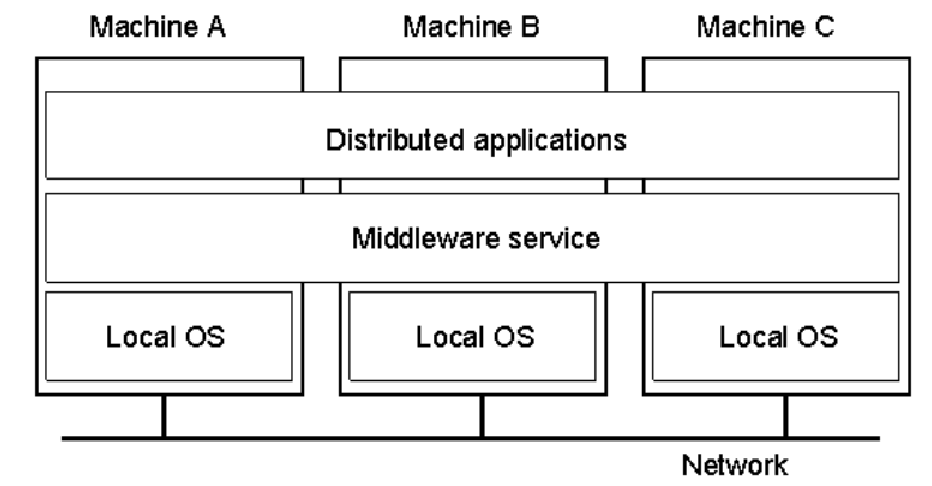 Machine A
Machine B
Machine C
Distributed applications
Middleware service
Local OS
Local OS
Local OS
Network